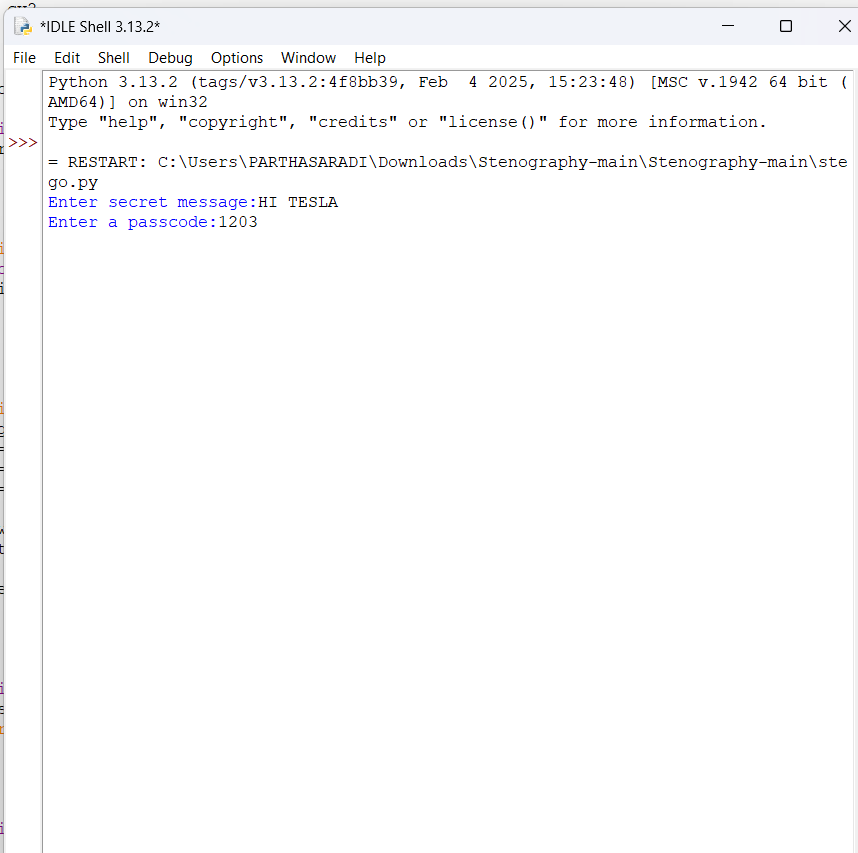 *IDLE Shell 3.13.2*
File Edit Shell Debug Options Window Help
Python 3.13.2 (tags/v3.13.2:4f8bb39, Feb  4 2025, 15:23:48) [MSC v.1942 64 bit (
AMD64)] on win32
Type "help", "copyright", "credits" or "license()" for more information.
>>>
= RESTART: C:\Users\PARTHASARADI\Downloads\Stenography-main\Stenography-main\ste
go.py
Enter secret message:HI TESLA
Enter a passcode:1203